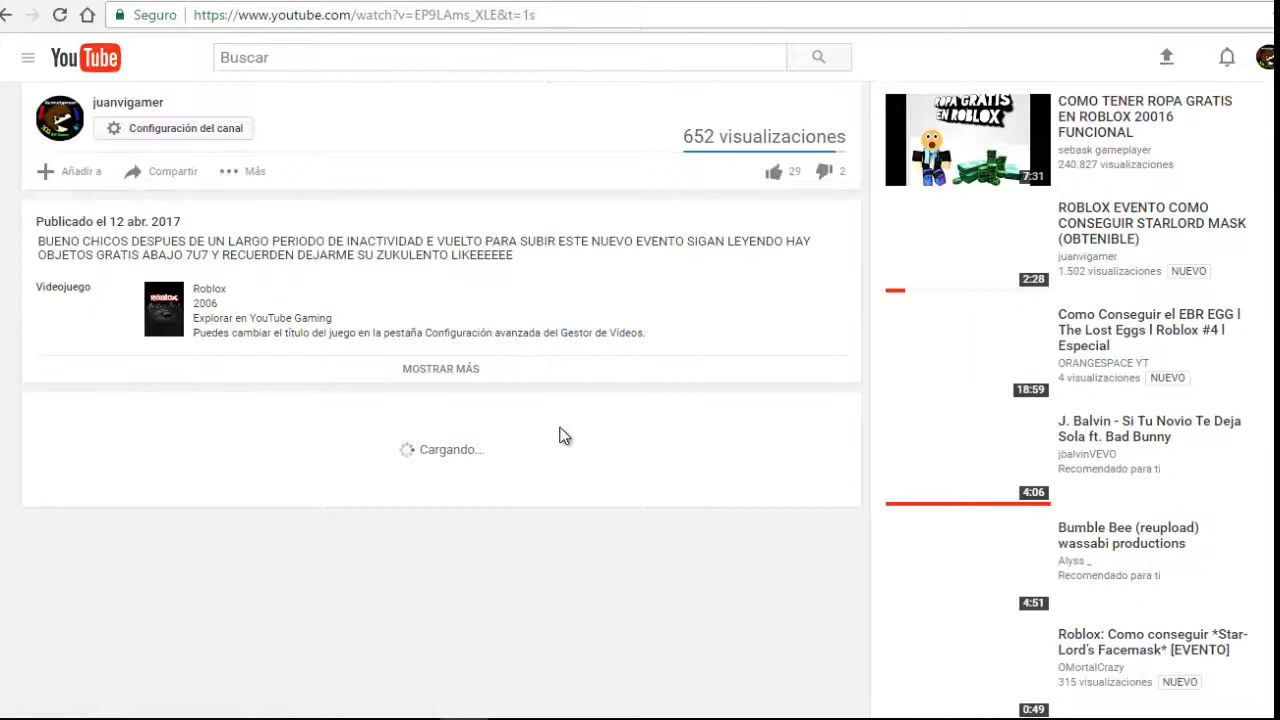 Seguro https://www.youtube.com/watch?v=EP9LAms_XLE&t=1s
YouTube
Buscar
juanvigamer
Configuración del canal
652 visualizaciones
Añadir a Compartir Más
29 2
Publicado el 12 abr. 2017
BUENO CHICOS DESPUES DE UN LARGO PERIODO DE INACTIVIDAD E VUELTO PARA SUBIR ESTE NUEVO EVENTO SIGAN LEYENDO HAY
OBJETOS GRATIS ABAJO 7U7 Y RECUERDEN DEJARME SU ZUKULENTO LIKEEEEEE
Videojuego
ROBLOX
Roblox
2006
Explorar en YouTube Gaming
Puedes cambiar el título del juego en la pestaña Configuración avanzada del Gestor de Vídeos.
MOSTRAR MÁS
Cargando...
ROPA GRATIS
EN ROBLOX
7:31
COMO TENER ROPA GRATIS
EN ROBLOX 20016
FUNCIONAL
sebask gameplayer
240.827 visualizaciones
ROBLOX EVENTO COMO
CONSEGUIR STARLORD MASK
(OBTENIBLE)
juanvigamer
1.502 visualizaciones NUEVO
2:28
Como Conseguir el EBR EGG l
The Lost Eggs l Roblox #4 l
Especial
ORANGESPACE YT
4 visualizaciones NUEVO
18:59
J. Balvin - Si Tu Novio Te Deja
Sola ft. Bad Bunny
jbalvinVEVO
Recomendado para ti
4:06
Bumble Bee (reupload)
wassabi productions
Alyss _
Recomendado para ti
4:51
Roblox: Como conseguir *Star-
Lord's Facemask* [EVENTO]
OMortalCrazy
315 visualizaciones NUEVO
0:49